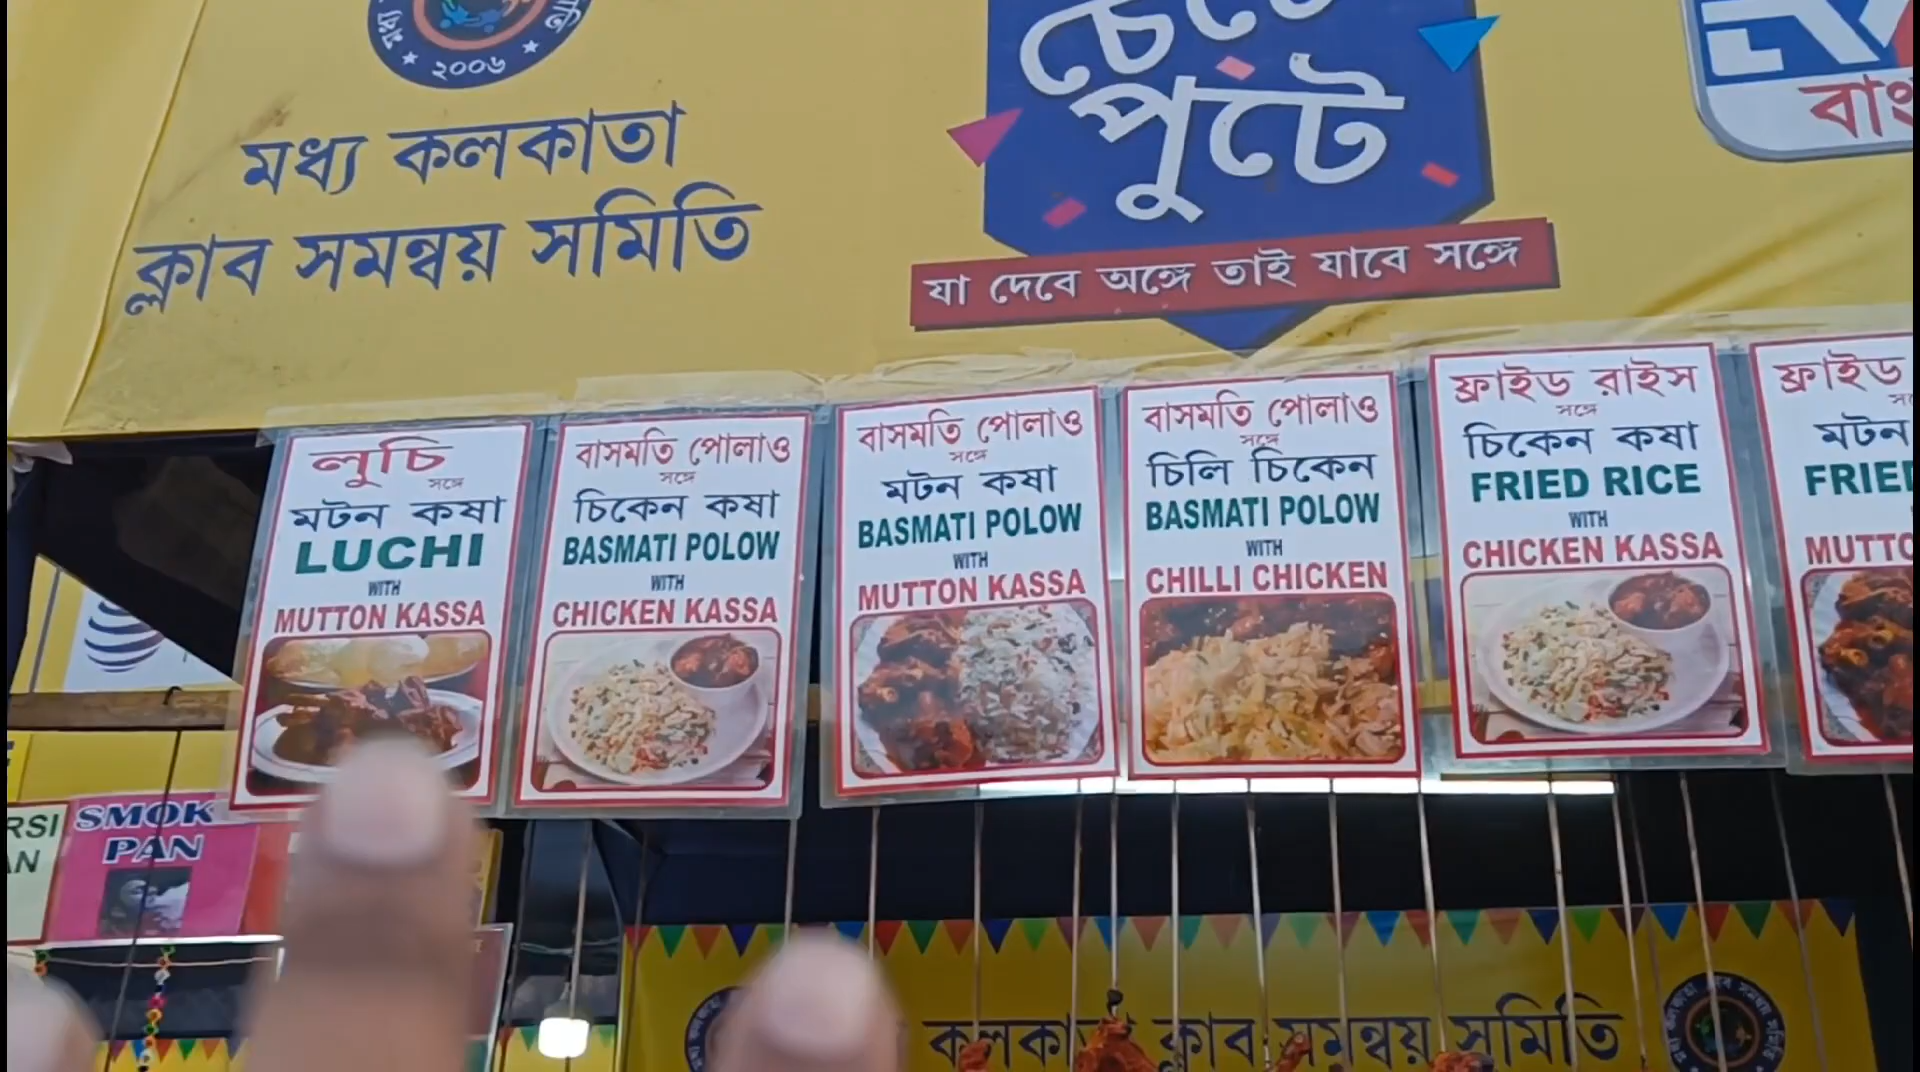 ২০০৬
মধ্য কলকাতা
ক্লাব সমন্বয় সমিতি
চেটে
পুটে
যা দেবে অঙ্গে তাই যাবে সঙ্গে
লুচি
সঙ্গে
মটন কষা
LUCHI
WITH
MUTTON KASSA
বাসমতি পোলাও
সঙ্গে
চিকেন কষা
BASMATI POLOW
WITH
CHICKEN KASSA
বাসমতি পোলাও
সঙ্গে
মটন কষা
BASMATI POLOW
WITH
MUTTON KASSA
বাসমতি পোলাও
সঙ্গে
চিলি চিকেন
BASMATI POLOW
WITH
CHILLI CHICKEN
ফ্রাইড রাইস
সঙ্গে
চিকেন কষা
FRIED RICE
WITH
CHICKEN KASSA
ফ্রাইড
মটন
SMOK
PAN
কলকাতা ক্লাব সমন্বয় সমিতি